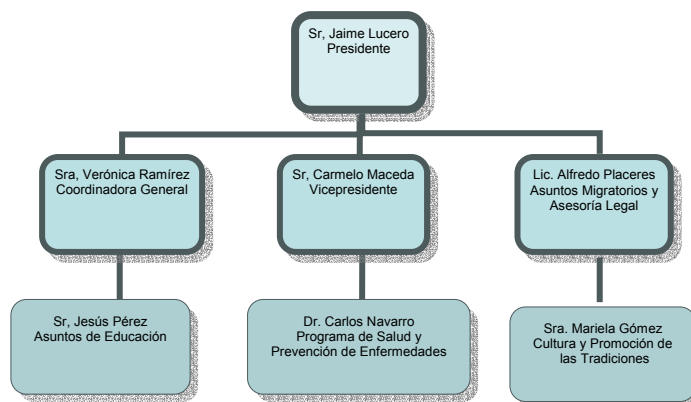 Sr, Jaime Lucero
Presidente
Sra, Verónica Ramírez
Coordinadora General
Sr, Carmelo Maceda
Vicepresidente
Lic. Alfredo Placeres
Asuntos Migratorios y
Asesoría Legal
Sr, Jesús Pérez
Asuntos de Educación
Dr. Carlos Navarro
Programa de Salud y
Prevención de Enfermedades
Sra. Mariela Gómez
Cultura y Promoción de
las Tradiciones